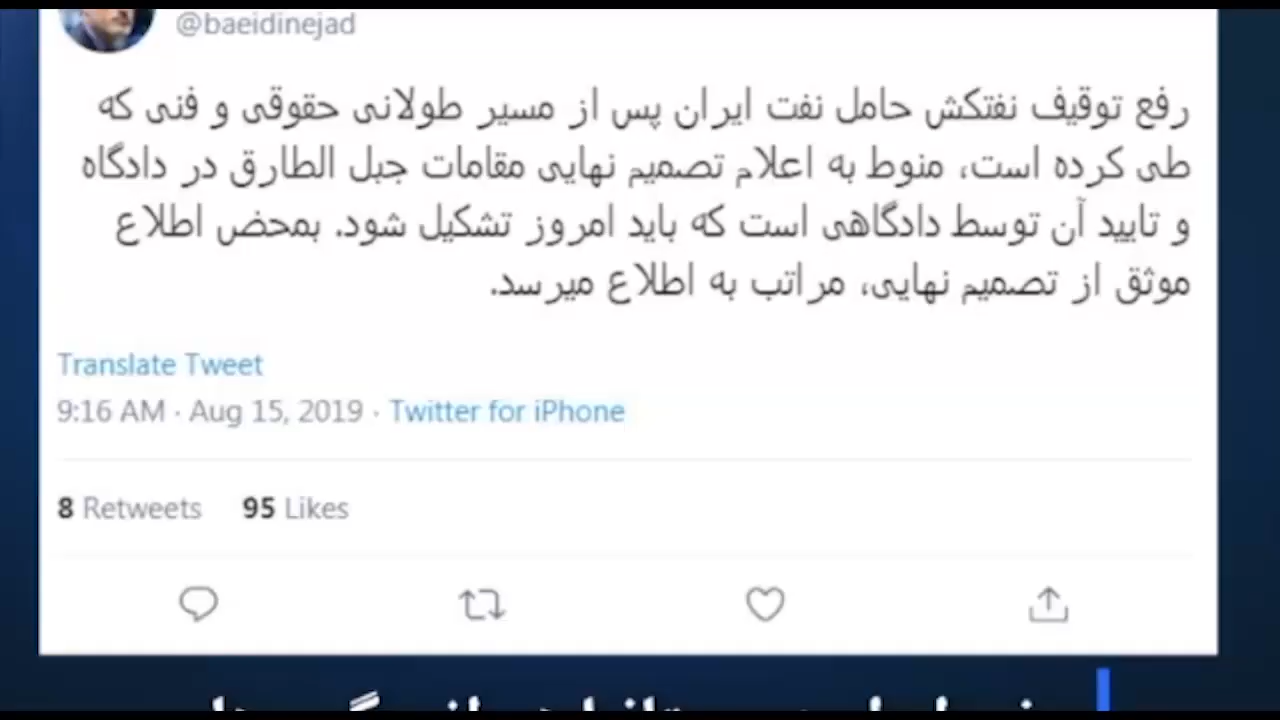 @baeidinejad
رفع توقیف نفتکش حامل نفت ایران پس از مسیر طولانی حقوقی و فنی که
طی کرده است، منوط به اعلام تصمیم نهایی مقامات جبل الطارق در دادگاه
و تایید آن توسط دادگاهی است که باید امروز تشکیل شود. بمحض اطلاع
موثق از تصمیم نهایی، مراتب به اطلاع میرسد.
Translate Tweet
9:16 AM · Aug 15, 2019 · Twitter for iPhone
8 Retweets 95 Likes